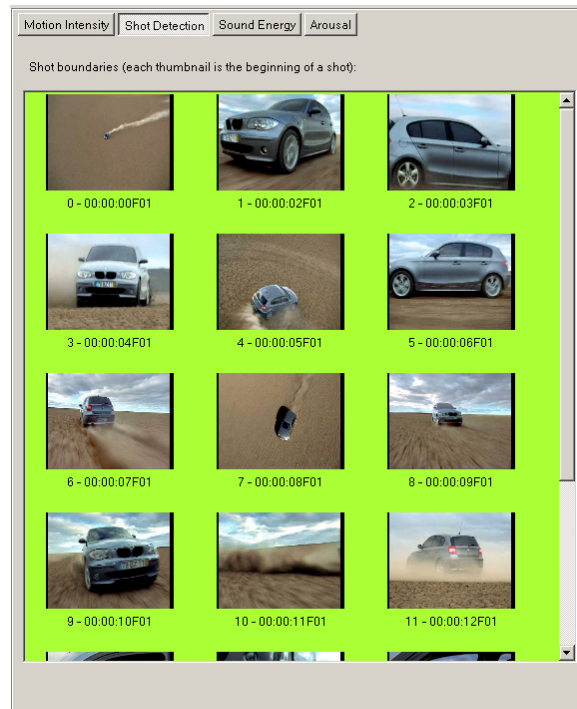 Motion Intensity Shot Detection Sound Energy Arousal
Shot boundaries (each thumbnail is the beginning of a shot):
0 - 00:00:00F01 1 - 00:00:02F01 2 - 00:00:03F01
3 - 00:00:04F01 4 - 00:00:05F01 5 - 00:00:06F01
6 - 00:00:07F01 7 - 00:00:08F01 8 - 00:00:09F01
9 - 00:00:10F01 10 - 00:00:11F01 11 - 00:00:12F01